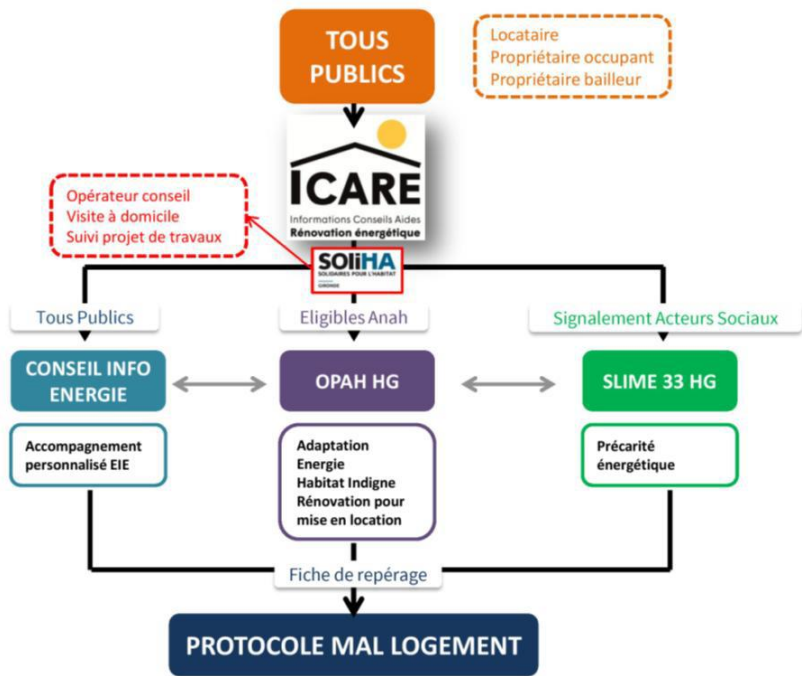 TOUS
PUBLICS
Locataire
Propriétaire occupant
Propriétaire bailleur
ICARE
Informations Conseils Aides
Rénovation énergétique
Opérateur conseil
Visite à domicile
Suivi projet de travaux
SOliHA
SOLIDAIRES POUR L'HABITAT
GIRONDE
Tous Publics
Eligibles Anah
Signalement Acteurs Sociaux
CONSEIL INFO
ENERGIE
OPAH HG
SLIME 33 HG
Accompagnement
personnalisé EIE
Adaptation
Energie
Habitat Indigne
Rénovation pour
mise en location
Précarité
énergétique
Fiche de repérage
PROTOCOLE MAL LOGEMENT